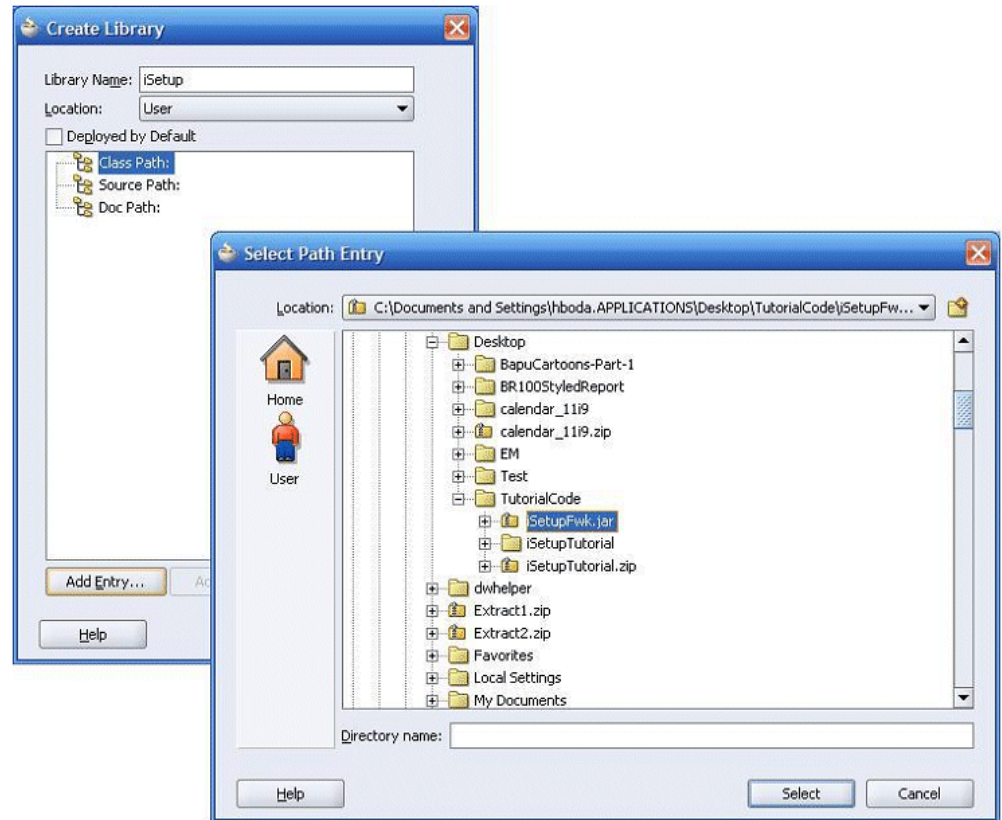 Create Library
Library Name: iSetup
Location: User
Deployed by Default
Class Path:
Source Path:
Doc Path:
Add Entry...
Help
Select Path Entry
Location: C:\Documents and Settings\hboda.APPLICATIONS\Desktop\TutorialCode\iSetupFw...
Home
User
Desktop
BapuCartoons-Part-1
BR100StyledReport
calendar_11i9
calendar_11i9.zip
EM
Test
TutorialCode
iSetupFwk.jar
iSetupTutorial
iSetupTutorial.zip
dwhelper
Extract1.zip
Extract2.zip
Favorites
Local Settings
My Documents
Directory name:
Help
Select
Cancel